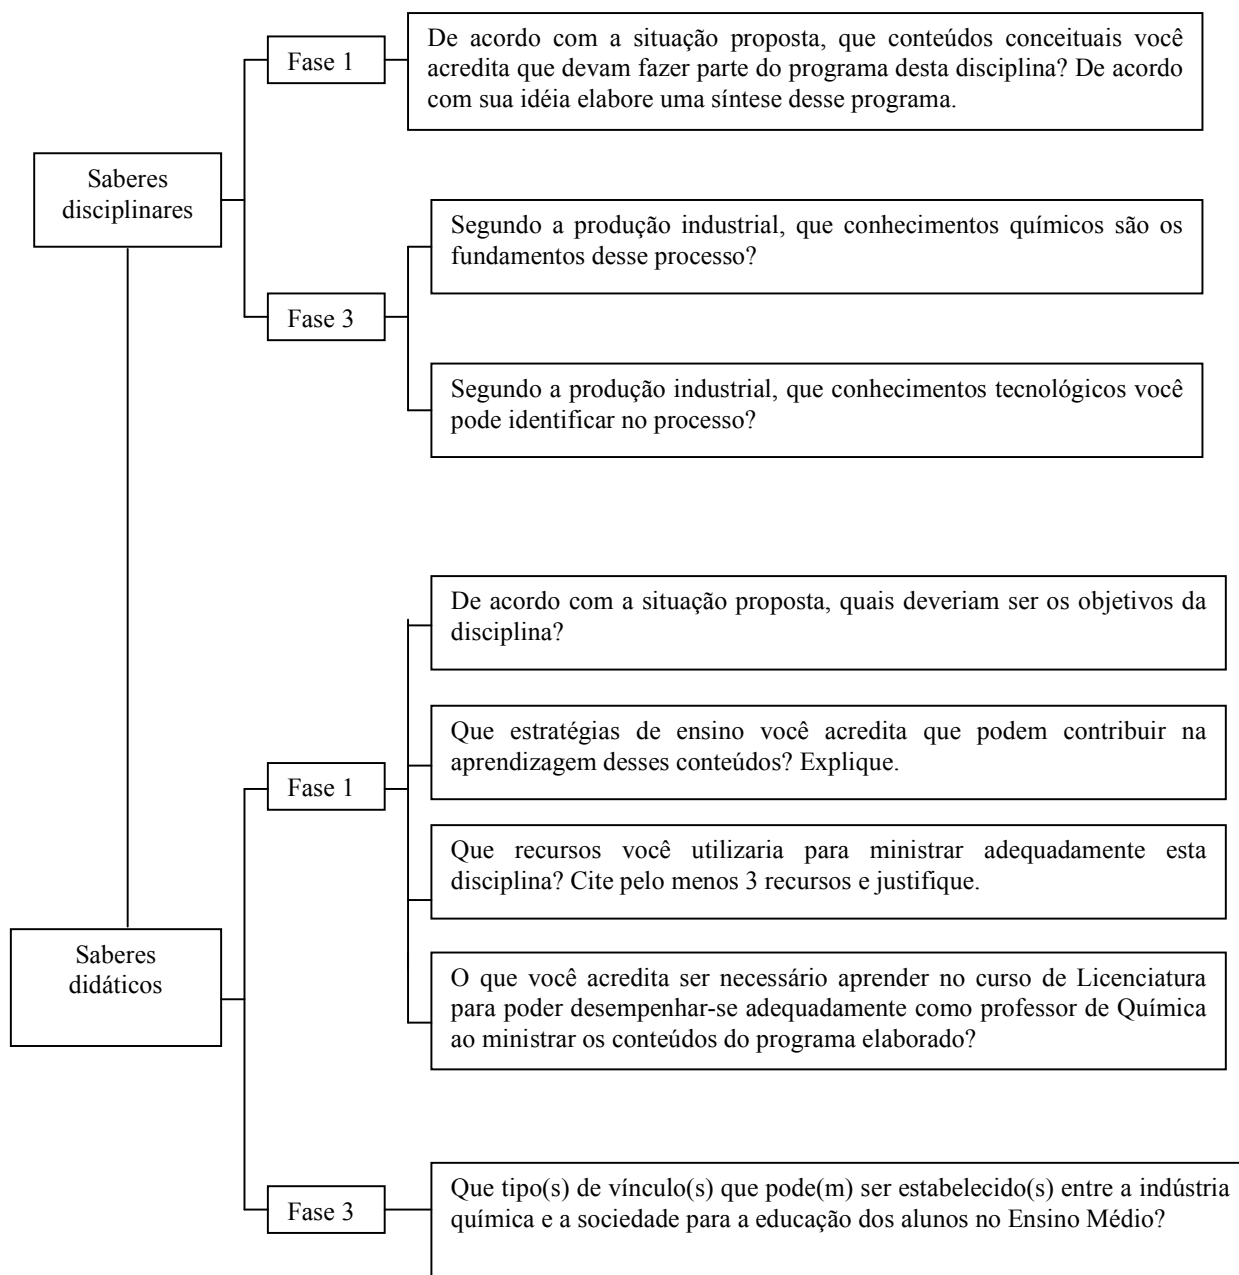 Fase 1
De acordo com a situação proposta, que conteúdos conceituais você
acredita que devam fazer parte do programa desta disciplina? De acordo
com sua idéia elabore uma síntese desse programa.
Saberes
disciplinares
Segundo a produção industrial, que conhecimentos químicos são os
fundamentos desse processo?
Fase 3
Segundo a produção industrial, que conhecimentos tecnológicos você
pode identificar no processo?
De acordo com a situação proposta, quais deveriam ser os objetivos da
disciplina?
Que estratégias de ensino você acredita que podem contribuir na
aprendizagem desses conteúdos? Explique.
Fase 1
Que recursos você utilizaria para ministrar adequadamente esta
disciplina? Cite pelo menos 3 recursos e justifique.
Saberes
didáticos
O que você acredita ser necessário aprender no curso de Licenciatura
para poder desempenhar-se adequadamente como professor de Química
ao ministrar os conteúdos do programa elaborado?
Fase 3
Que tipo(s) de vínculo(s) que pode(m) ser estabelecido(s) entre a indústria
química e a sociedade para a educação dos alunos no Ensino Médio?